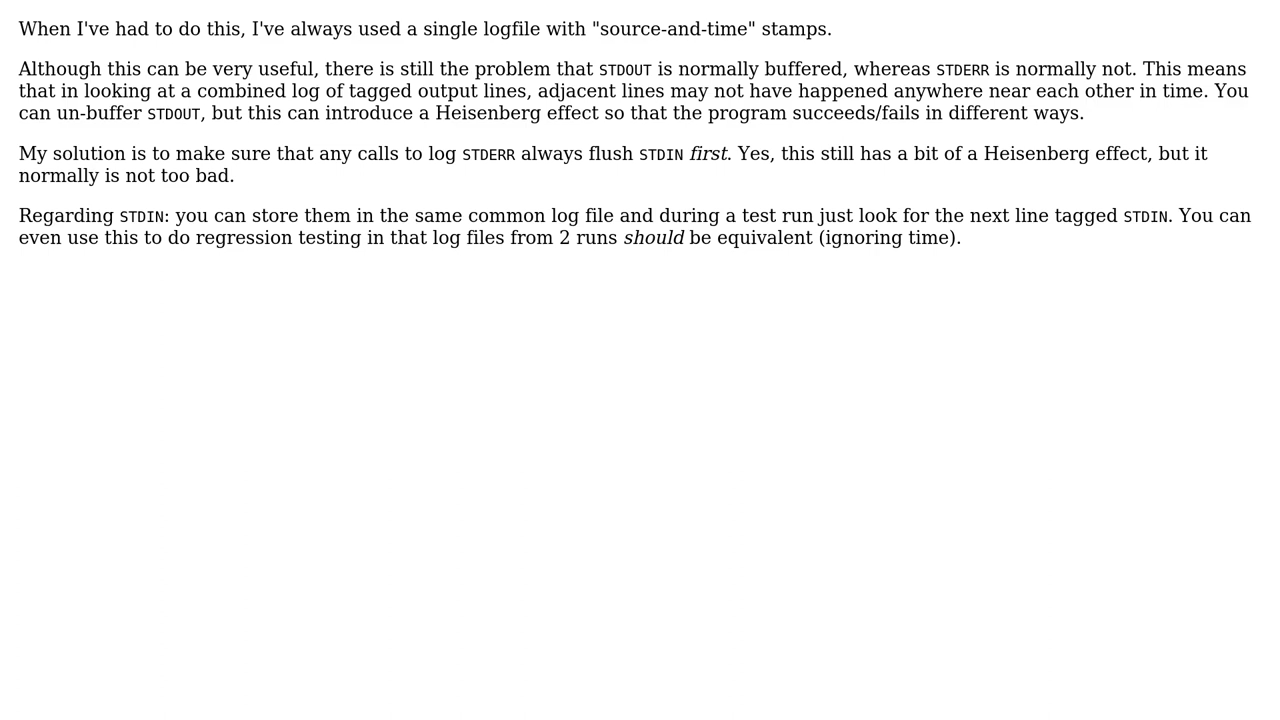 When I've had to do this, I've always used a single logfile with "source-and-time" stamps.
Although this can be very useful, there is still the problem that STDOUT is normally buffered, whereas STDERR is normally not. This means
that in looking at a combined log of tagged output lines, adjacent lines may not have happened anywhere near each other in time. You
can un-buffer STDOUT, but this can introduce a Heisenberg effect so that the program succeeds/fails in different ways.
My solution is to make sure that any calls to log STDERR always flush STDIN first. Yes, this still has a bit of a Heisenberg effect, but it
normally is not too bad.
Regarding STDIN: you can store them in the same common log file and during a test run just look for the next line tagged STDIN. You can
even use this to do regression testing in that log files from 2 runs should be equivalent (ignoring time).